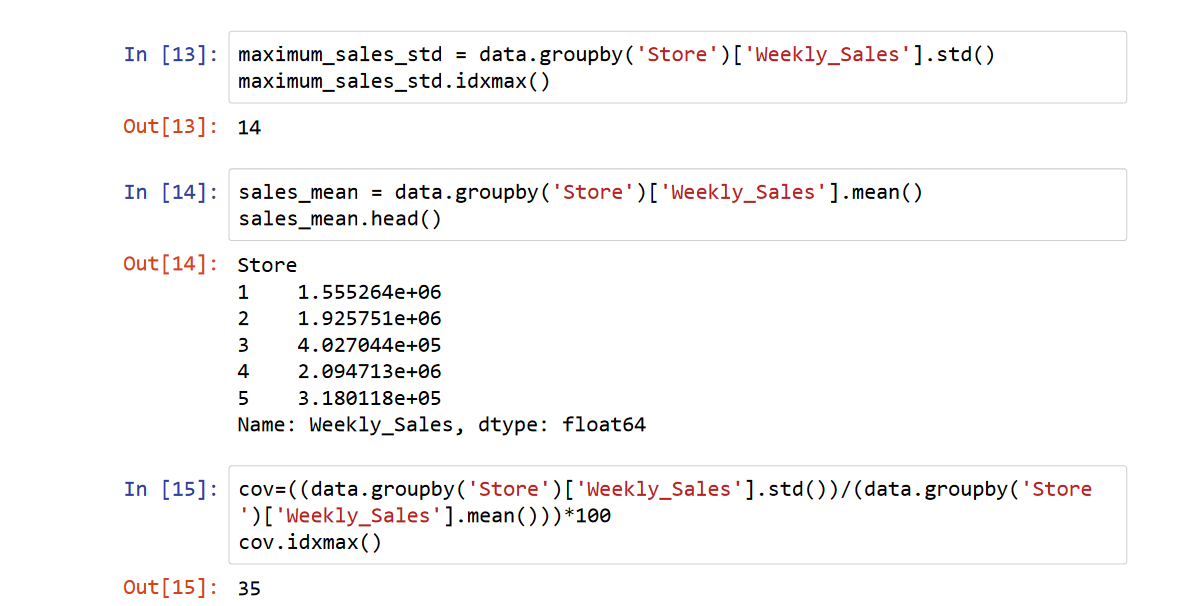 In [13]: maximum_sales_std = data.groupby('Store')['Weekly_Sales'].std()
maximum_sales_std.idxmax()
Out[13]: 14
In [14]: sales_mean = data.groupby('Store')['Weekly_Sales'].mean()
sales_mean.head()
Out[14]: Store
1    1.555264e+06
2    1.925751e+06
3    4.027044e+05
4    2.094713e+06
5    3.180118e+05
Name: Weekly_Sales, dtype: float64
In [15]: cov=((data.groupby('Store')['Weekly_Sales'].std())/(data.groupby('Store
')['Weekly_Sales'].mean()))*100
cov.idxmax()
Out[15]: 35